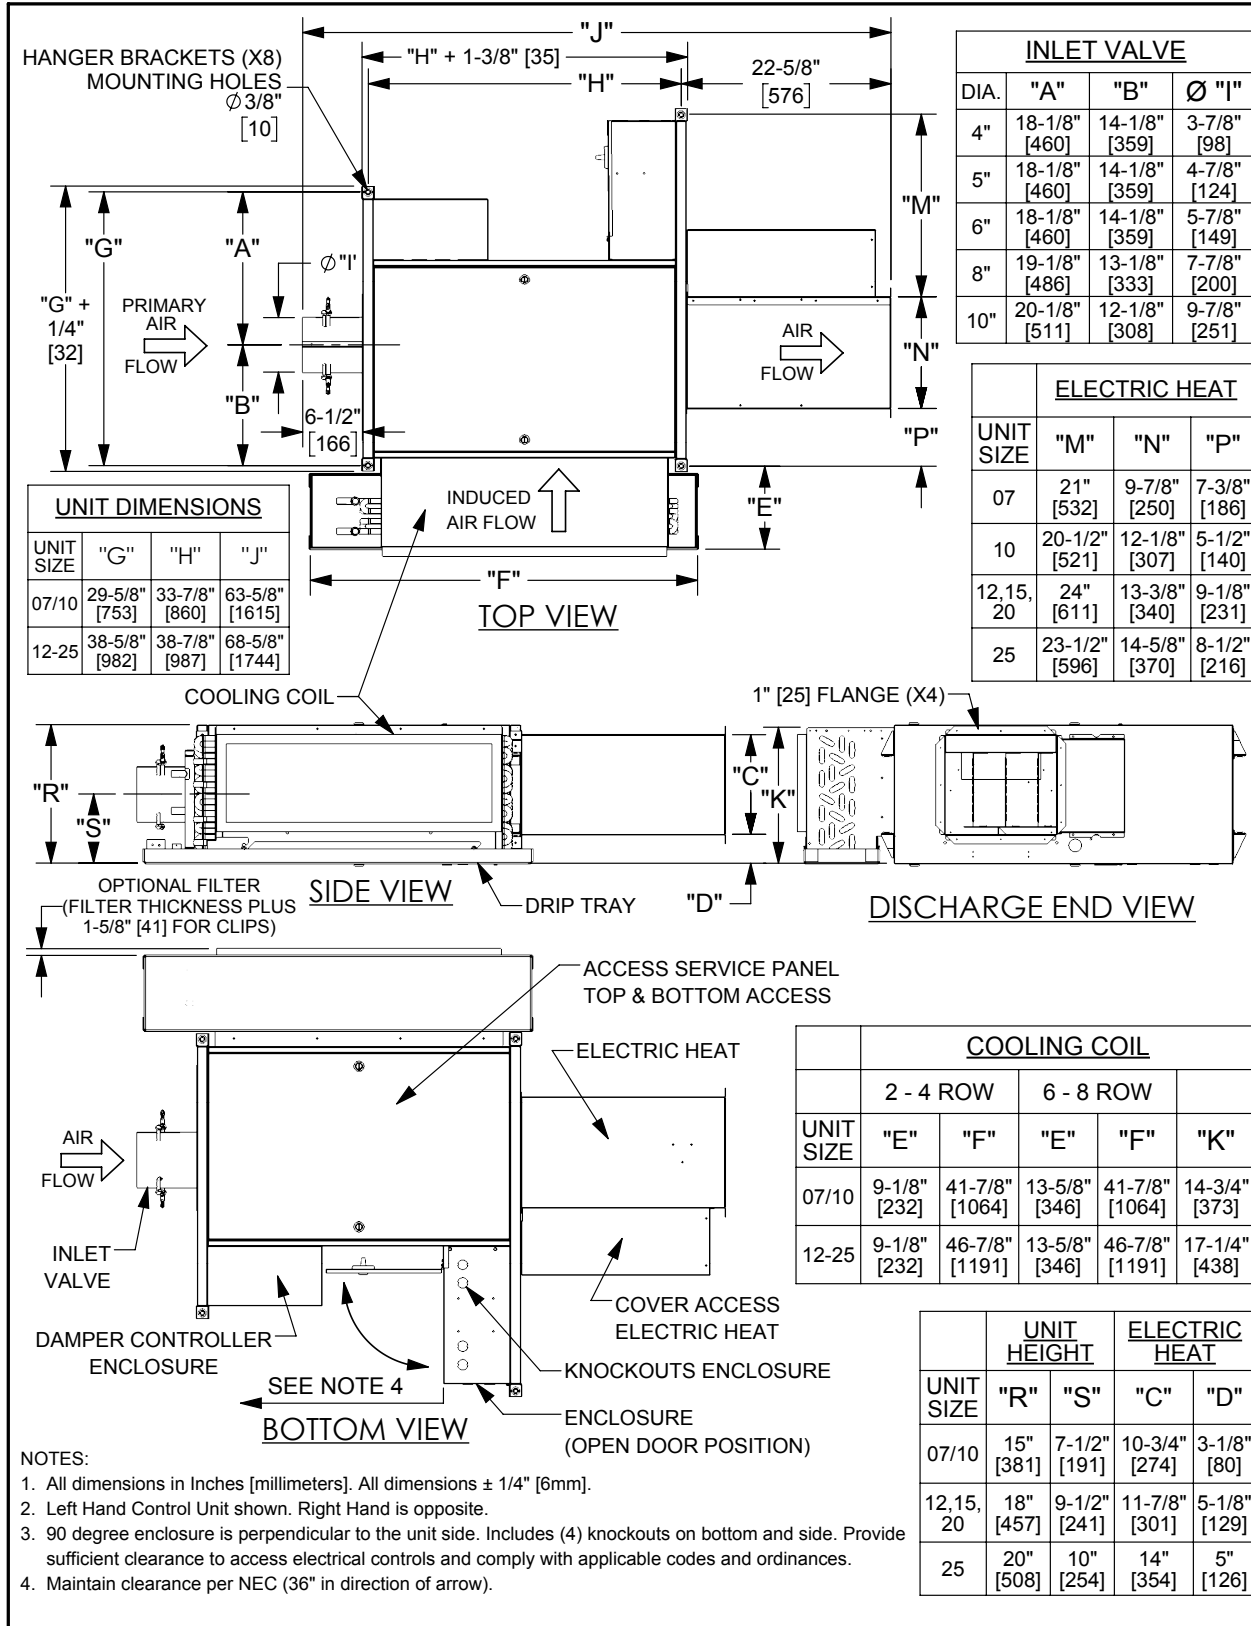 "J"
HANGER BRACKETS (X8)
MOUNTING HOLES
Ø 3/8"
[10]
"H" + 1-3/8" [35]
"H"
22-5/8"
[576]
"M"
"G"
"A"
Ø "I"
"G" +
1/4"
[32]
PRIMARY
AIR
FLOW
"B"
6-1/2"
[166]
AIR
FLOW
"N"
"P"
INDUCED
AIR FLOW
"E"
"F"
TOP VIEW
INLET VALVE
DIA. "A" "B" Ø "I"
4" 18-1/8" [460] 14-1/8" [359] 3-7/8" [98]
5" 18-1/8" [460] 14-1/8" [359] 4-7/8" [124]
6" 18-1/8" [460] 14-1/8" [359] 5-7/8" [149]
8" 19-1/8" [486] 13-1/8" [333] 7-7/8" [200]
10" 20-1/8" [511] 12-1/8" [308] 9-7/8" [251]
ELECTRIC HEAT
UNIT SIZE "M" "N" "P"
07 21" [532] 9-7/8" [250] 7-3/8" [186]
10 20-1/2" [521] 12-1/8" [307] 5-1/2" [140]
12,15, 20 24" [611] 13-3/8" [340] 9-1/8" [231]
25 23-1/2" [596] 14-5/8" [370] 8-1/2" [216]
UNIT DIMENSIONS
UNIT SIZE "G" "H" "J"
07/10 29-5/8" [753] 33-7/8" [860] 63-5/8" [1615]
12-25 38-5/8" [982] 38-7/8" [987] 68-5/8" [1744]
COOLING COIL
1" [25] FLANGE (X4)
"R"
"S"
"C"
"K"
"D"
OPTIONAL FILTER
(FILTER THICKNESS PLUS
1-5/8" [41] FOR CLIPS)
SIDE VIEW
DRIP TRAY
DISCHARGE END VIEW
ACCESS SERVICE PANEL
TOP & BOTTOM ACCESS
ELECTRIC HEAT
AIR
FLOW
INLET
VALVE
DAMPER CONTROLLER
ENCLOSURE
COVER ACCESS
ELECTRIC HEAT
KNOCKOUTS ENCLOSURE
SEE NOTE 4
ENCLOSURE
(OPEN DOOR POSITION)
BOTTOM VIEW
COOLING COIL
2 - 4 ROW 6 - 8 ROW
UNIT SIZE "E" "F" "E" "F" "K"
07/10 9-1/8" [232] 41-7/8" [1064] 13-5/8" [346] 41-7/8" [1064] 14-3/4" [373]
12-25 9-1/8" [232] 46-7/8" [1191] 13-5/8" [346] 46-7/8" [1191] 17-1/4" [438]
UNIT HEIGHT ELECTRIC HEAT
UNIT SIZE "R" "S" "C" "D"
07/10 15" [381] 7-1/2" [191] 10-3/4" [274] 3-1/8" [80]
12,15, 20 18" [457] 9-1/2" [241] 11-7/8" [301] 5-1/8" [129]
25 20" [508] 10" [254] 14" [354] 5" [126]
NOTES:
1. All dimensions in Inches [millimeters]. All dimensions ± 1/4" [6mm].
2. Left Hand Control Unit shown. Right Hand is opposite.
3. 90 degree enclosure is perpendicular to the unit side. Includes (4) knockouts on bottom and side. Provide
sufficient clearance to access electrical controls and comply with applicable codes and ordinances.
4. Maintain clearance per NEC (36" in direction of arrow).